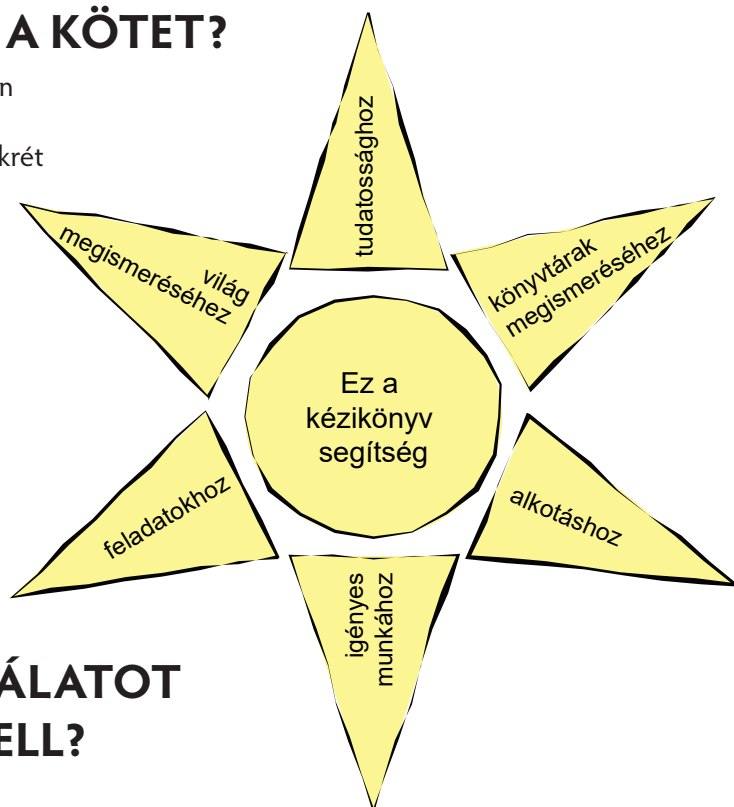 A KÖTET?
n
krét
tudatossághoz
könyvtárak
megismeréséhez
világ
megismeréséhez
Ez a
kézikönyv
segítség
feladatokhoz
alkotáshoz
igényes
munkához
ÁLATOT
ELL?